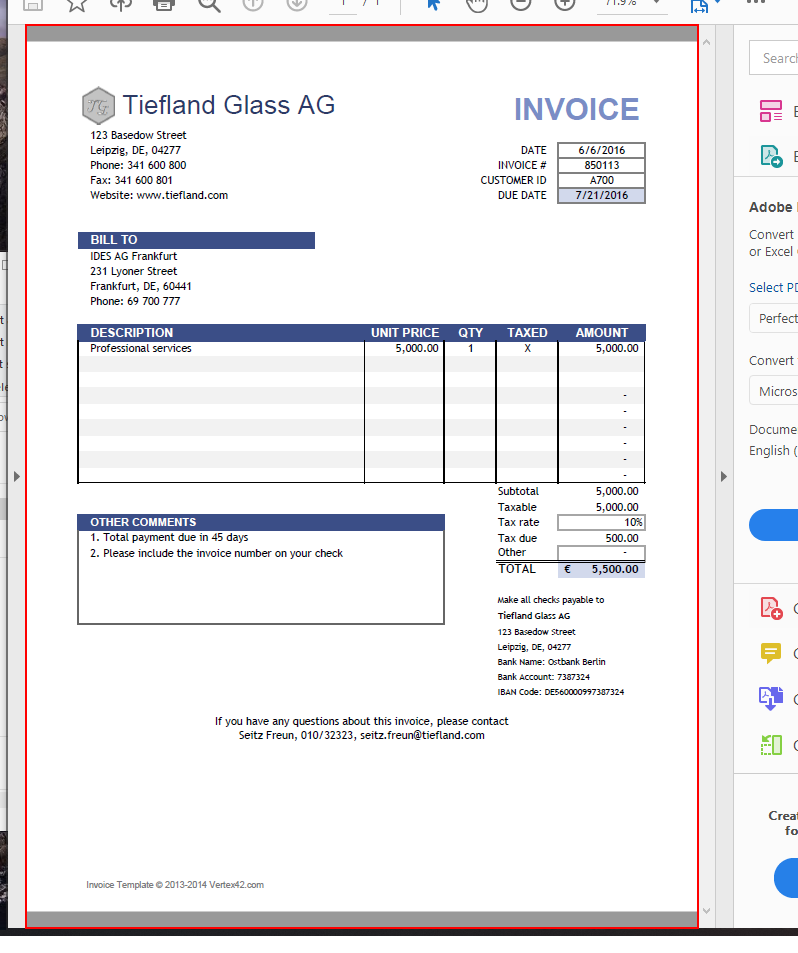 1 / 1
71.9%
Search
TG Tiefland Glass AG
INVOICE
123 Basedow Street
Leipzig, DE, 04277
Phone: 341 600 800
Fax: 341 600 801
Website: www.tiefland.com
DATE 6/6/2016
INVOICE # 850113
CUSTOMER ID A700
DUE DATE 7/21/2016
BILL TO
IDES AG Frankfurt
231 Lyoner Street
Frankfurt, DE, 60441
Phone: 69 700 777
DESCRIPTION UNIT PRICE QTY TAXED AMOUNT
Professional services 5,000.00 1 X 5,000.00
-
-
-
-
-
-
Subtotal 5,000.00
Taxable 5,000.00
Tax rate 10%
Tax due 500.00
Other -
TOTAL € 5,500.00
OTHER COMMENTS
1. Total payment due in 45 days
2. Please include the invoice number on your check
Make all checks payable to
Tiefland Glass AG
123 Basedow Street
Leipzig, DE, 04277
Bank Name: Ostbank Berlin
Bank Account: 7387324
IBAN Code: DE560000997387324
If you have any questions about this invoice, please contact
Seitz Freun, 010/32323, seitz.freun@tiefland.com
Invoice Template © 2013-2014 Vertex42.com
Adobe
Convert
or Excel
Select PD
Perfect
Convert
Micros
Docume
English (
Creat
fo